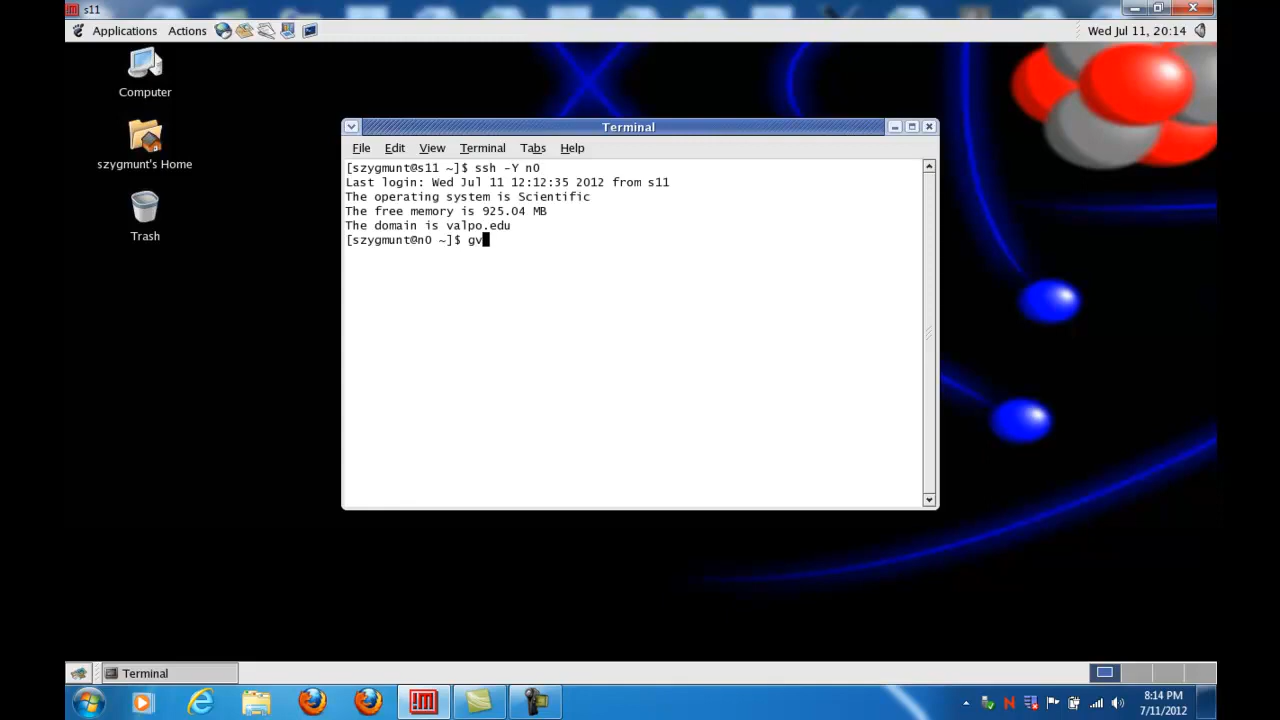 s11
Applications Actions Wed Jul 11, 20:14
Computer
szygmunt's Home
Trash
Terminal
File Edit View Terminal Tabs Help
[szygmunt@s11 ~]$ ssh -Y n0
Last login: Wed Jul 11 12:12:35 2012 from s11
The operating system is Scientific
The free memory is 925.04 MB
The domain is valpo.edu
[szygmunt@n0 ~]$ gv
Terminal
8:14 PM
7/11/2012